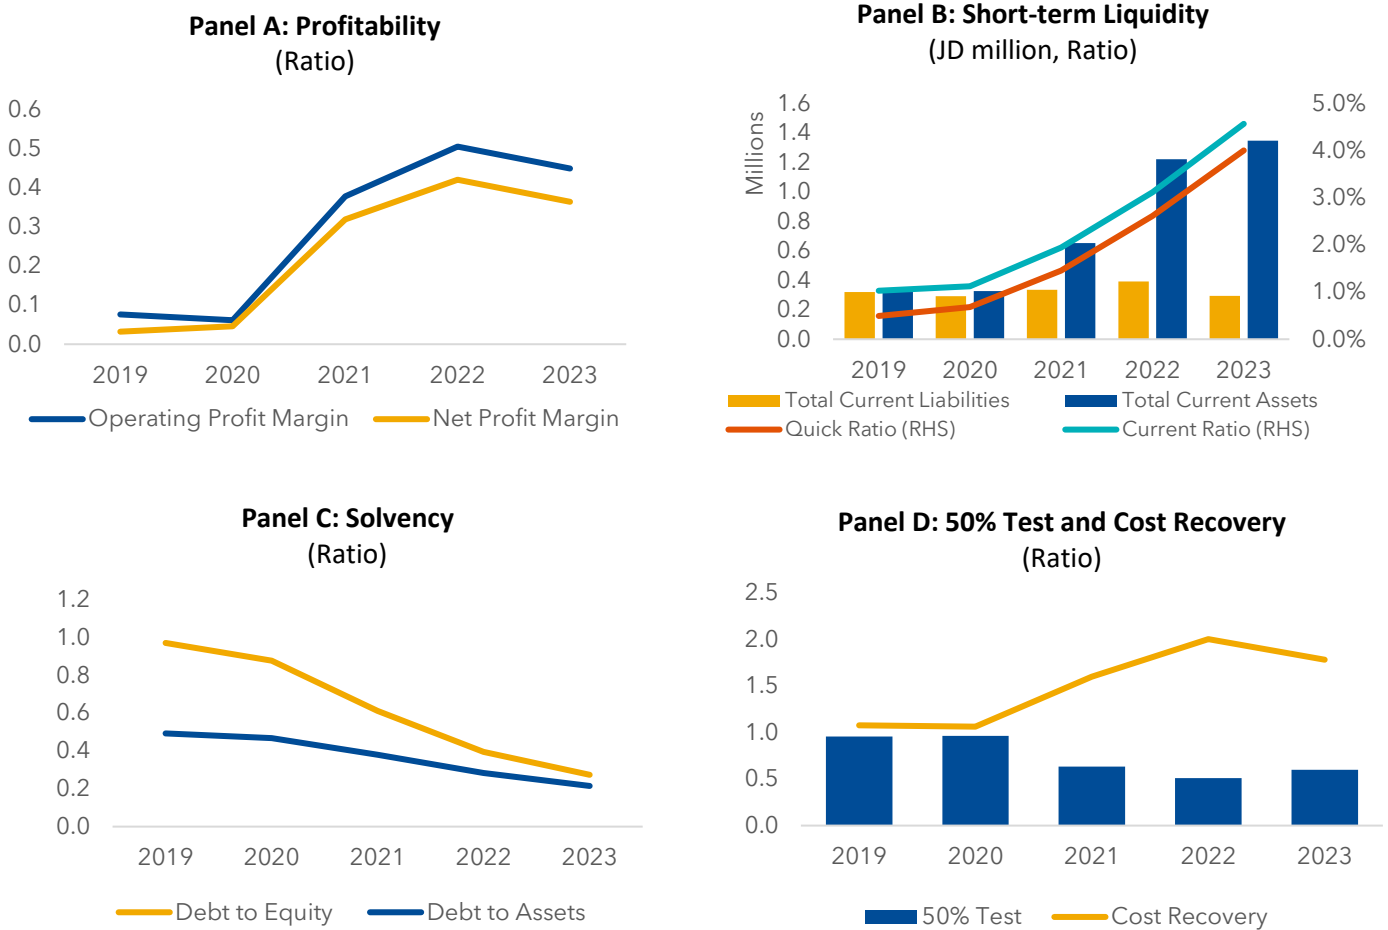 Panel A: Profitability
(Ratio)
0.6
0.5
0.4
0.3
0.2
0.1
0.0
2019 2020 2021 2022 2023
Operating Profit Margin Net Profit Margin
Panel B: Short-term Liquidity
(JD million, Ratio)
Millions
1.6 5.0%
1.4
1.2 4.0%
1.0 3.0%
0.8
0.6 2.0%
0.4 1.0%
0.2
0.0 0.0%
2019 2020 2021 2022 2023
Total Current Liabilities Total Current Assets
Quick Ratio (RHS) Current Ratio (RHS)
Panel C: Solvency
(Ratio)
1.2
1.0
0.8
0.6
0.4
0.2
0.0
2019 2020 2021 2022 2023
Debt to Equity Debt to Assets
Panel D: 50% Test and Cost Recovery
(Ratio)
2.5
2.0
1.5
1.0
0.5
0.0
2019 2020 2021 2022 2023
50% Test Cost Recovery